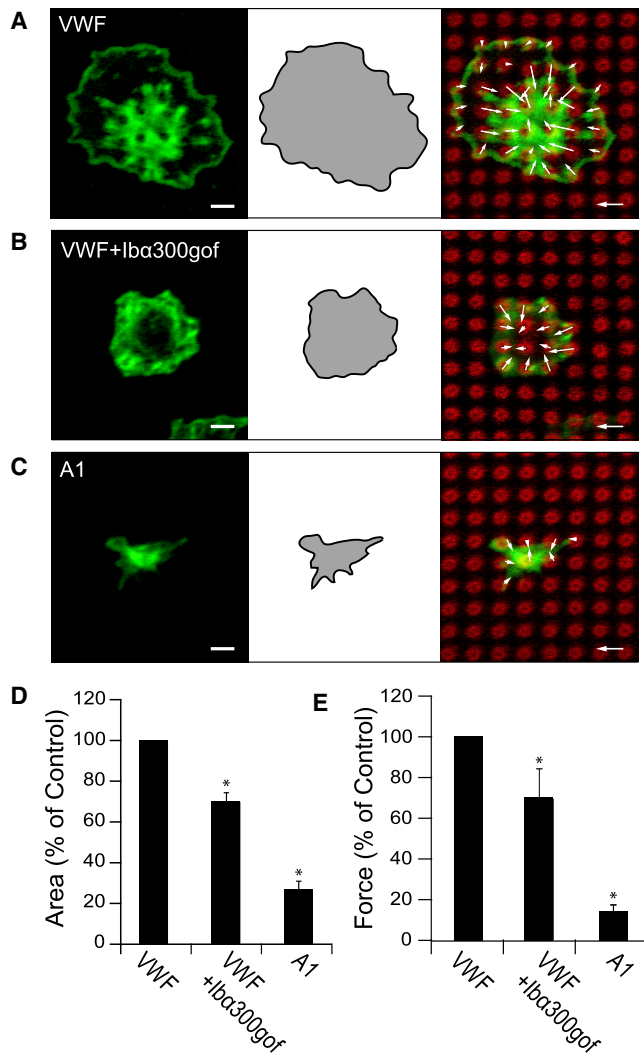 A
VWF
B
VWF+Ibα300gof
C
A1
D
Area (% of Control)
120
100
80
60
40
20
0
*
*
VWF
VWF
+Ibα300gof
A1
E
Force (% of Control)
120
100
80
60
40
20
0
*
*
VWF
VWF
+Ibα300gof
A1